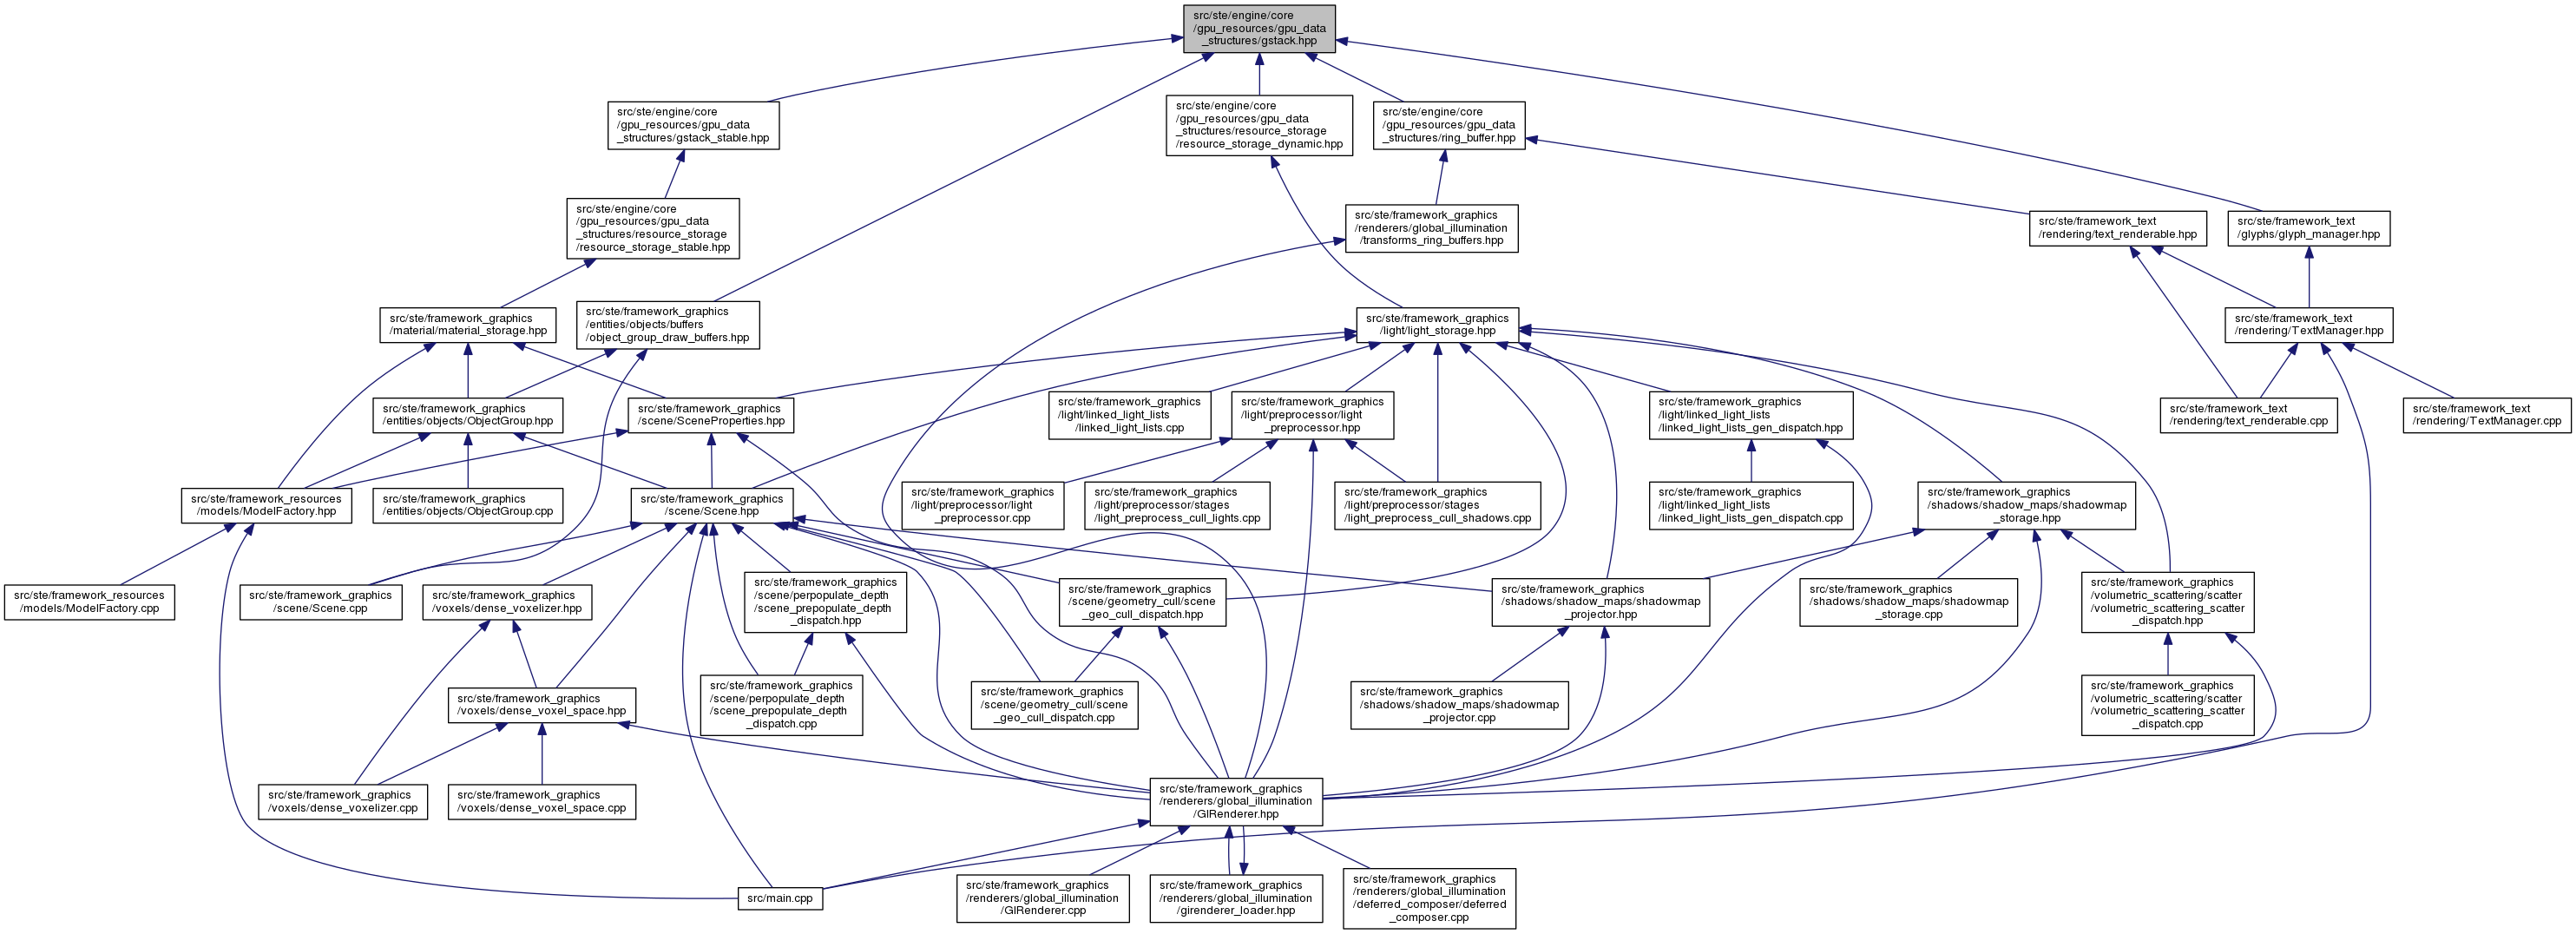 src/ste/engine/core
/gpu_resources/gpu_data
_structures/gstack.hpp
src/ste/engine/core
/gpu_resources/gpu_data
_structures/gstack_stable.hpp
src/ste/engine/core
/gpu_resources/gpu_data
_structures/resource_storage
/resource_storage_dynamic.hpp
src/ste/engine/core
/gpu_resources/gpu_data
_structures/ring_buffer.hpp
src/ste/engine/core
/gpu_resources/gpu_data
_structures/resource_storage
/resource_storage_stable.hpp
src/ste/framework_graphics
/renderers/global_illumination
/transforms_ring_buffers.hpp
src/ste/framework_text
/rendering/text_renderable.hpp
src/ste/framework_text
/glyphs/glyph_manager.hpp
src/ste/framework_graphics
/material/material_storage.hpp
src/ste/framework_graphics
/entities/objects/buffers
/object_group_draw_buffers.hpp
src/ste/framework_graphics
/light/light_storage.hpp
src/ste/framework_text
/rendering/TextManager.hpp
src/ste/framework_graphics
/entities/objects/ObjectGroup.hpp
src/ste/framework_graphics
/scene/SceneProperties.hpp
src/ste/framework_graphics
/light/linked_light_lists
/linked_light_lists.cpp
src/ste/framework_graphics
/light/preprocessor/light
_preprocessor.hpp
src/ste/framework_graphics
/light/linked_light_lists
/linked_light_lists_gen_dispatch.hpp
src/ste/framework_text
/rendering/text_renderable.cpp
src/ste/framework_text
/rendering/TextManager.cpp
src/ste/framework_resources
/models/ModelFactory.hpp
src/ste/framework_graphics
/entities/objects/ObjectGroup.cpp
src/ste/framework_graphics
/scene/Scene.hpp
src/ste/framework_graphics
/light/preprocessor/light
_preprocessor.cpp
src/ste/framework_graphics
/light/preprocessor/stages
/light_preprocess_cull_lights.cpp
src/ste/framework_graphics
/light/preprocessor/stages
/light_preprocess_cull_shadows.cpp
src/ste/framework_graphics
/light/linked_light_lists
/linked_light_lists_gen_dispatch.cpp
src/ste/framework_graphics
/shadows/shadow_maps/shadowmap
_storage.hpp
src/ste/framework_resources
/models/ModelFactory.cpp
src/ste/framework_graphics
/scene/Scene.cpp
src/ste/framework_graphics
/voxels/dense_voxelizer.hpp
src/ste/framework_graphics
/scene/perpopulate_depth
/scene_prepopulate_depth
_dispatch.hpp
src/ste/framework_graphics
/scene/geometry_cull/scene
_geo_cull_dispatch.hpp
src/ste/framework_graphics
/shadows/shadow_maps/shadowmap
_projector.hpp
src/ste/framework_graphics
/shadows/shadow_maps/shadowmap
_storage.cpp
src/ste/framework_graphics
/volumetric_scattering/scatter
/volumetric_scattering_scatter
_dispatch.hpp
src/ste/framework_graphics
/voxels/dense_voxel_space.hpp
src/ste/framework_graphics
/scene/perpopulate_depth
/scene_prepopulate_depth
_dispatch.cpp
src/ste/framework_graphics
/scene/geometry_cull/scene
_geo_cull_dispatch.cpp
src/ste/framework_graphics
/shadows/shadow_maps/shadowmap
_projector.cpp
src/ste/framework_graphics
/volumetric_scattering/scatter
/volumetric_scattering_scatter
_dispatch.cpp
src/ste/framework_graphics
/voxels/dense_voxelizer.cpp
src/ste/framework_graphics
/voxels/dense_voxel_space.cpp
src/ste/framework_graphics
/renderers/global_illumination
/GIRenderer.hpp
src/main.cpp
src/ste/framework_graphics
/renderers/global_illumination
/GIRenderer.cpp
src/ste/framework_graphics
/renderers/global_illumination
/girenderer_loader.hpp
src/ste/framework_graphics
/renderers/global_illumination
/deferred_composer/deferred
_composer.cpp